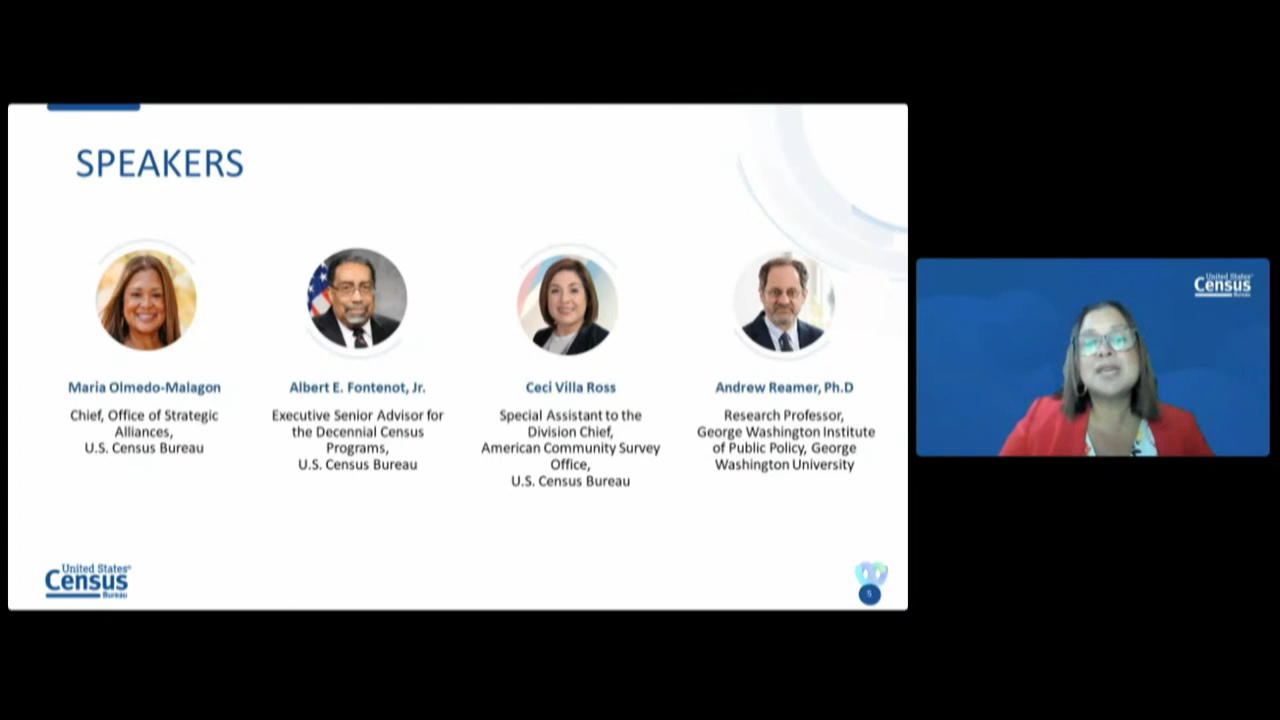 SPEAKERS
Maria Olmedo-Malagon
Chief, Office of Strategic
Alliances,
U.S. Census Bureau
Albert E. Fontenot, Jr.
Executive Senior Advisor for
the Decennial Census
Programs,
U.S. Census Bureau
Ceci Villa Ross
Special Assistant to the
Division Chief,
American Community Survey
Office,
U.S. Census Bureau
Andrew Reamer, Ph.D
Research Professor,
George Washington Institute
of Public Policy, George
Washington University
United States®
Census
Bureau
5
United States®
Census
Bureau